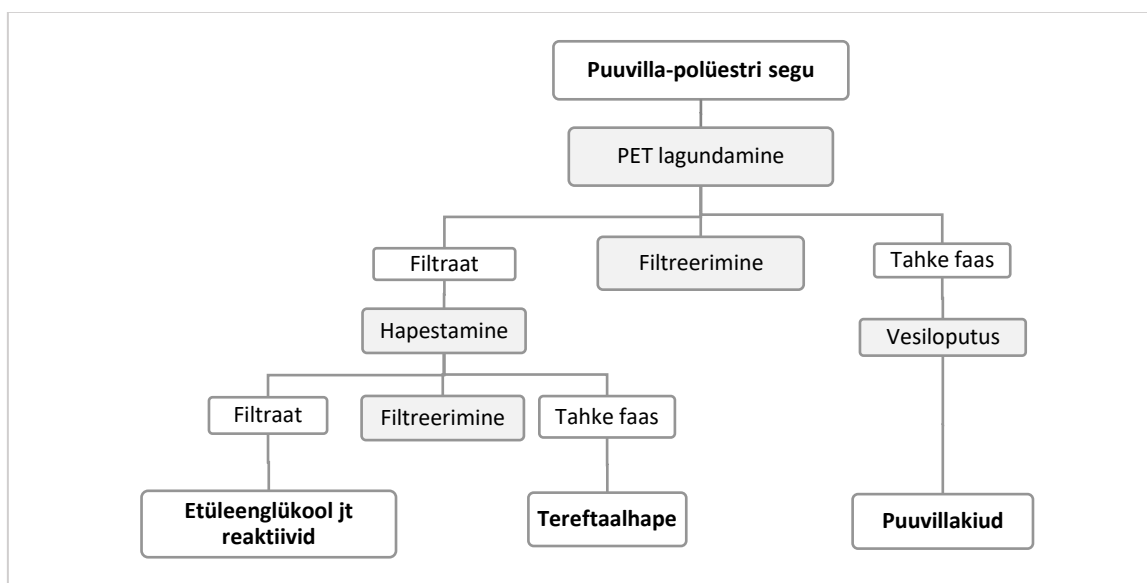 Puuvilla-polüestri segu
PET lagundamine
Filtraat
Filtreerimine
Tahke faas
Hapestamine
Vesiloputus
Filtraat
Filtreerimine
Tahke faas
Etüleenglükool jt
reaktiivid
Tereftaalhape
Puuvillakiud